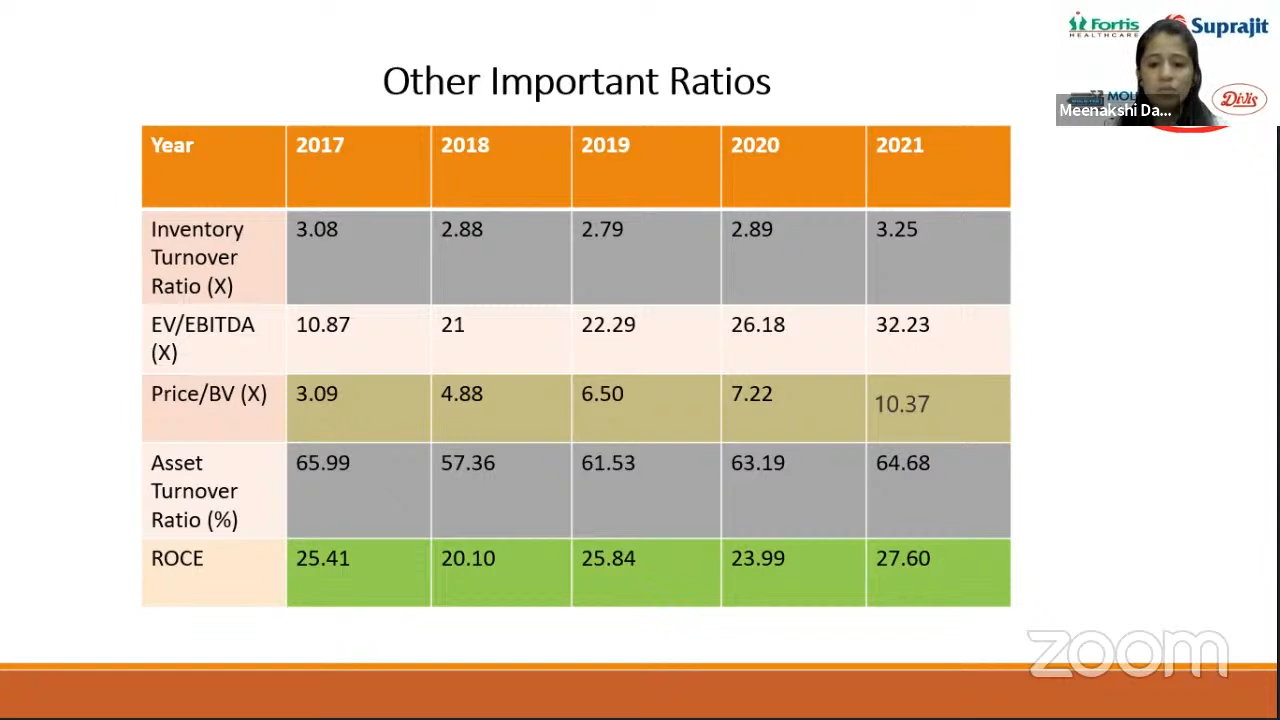 Fortis
HEALTHCARE
Suprajit
Divis
Meenakshi Da...
Other Important Ratios
Year 2017 2018 2019 2020 2021
Inventory 3.08 2.88 2.79 2.89 3.25
Turnover
Ratio (X)
EV/EBITDA 10.87 21 22.29 26.18 32.23
(X)
Price/BV (X) 3.09 4.88 6.50 7.22 10.37
Asset 65.99 57.36 61.53 63.19 64.68
Turnover
Ratio (%)
ROCE 25.41 20.10 25.84 23.99 27.60
zoom